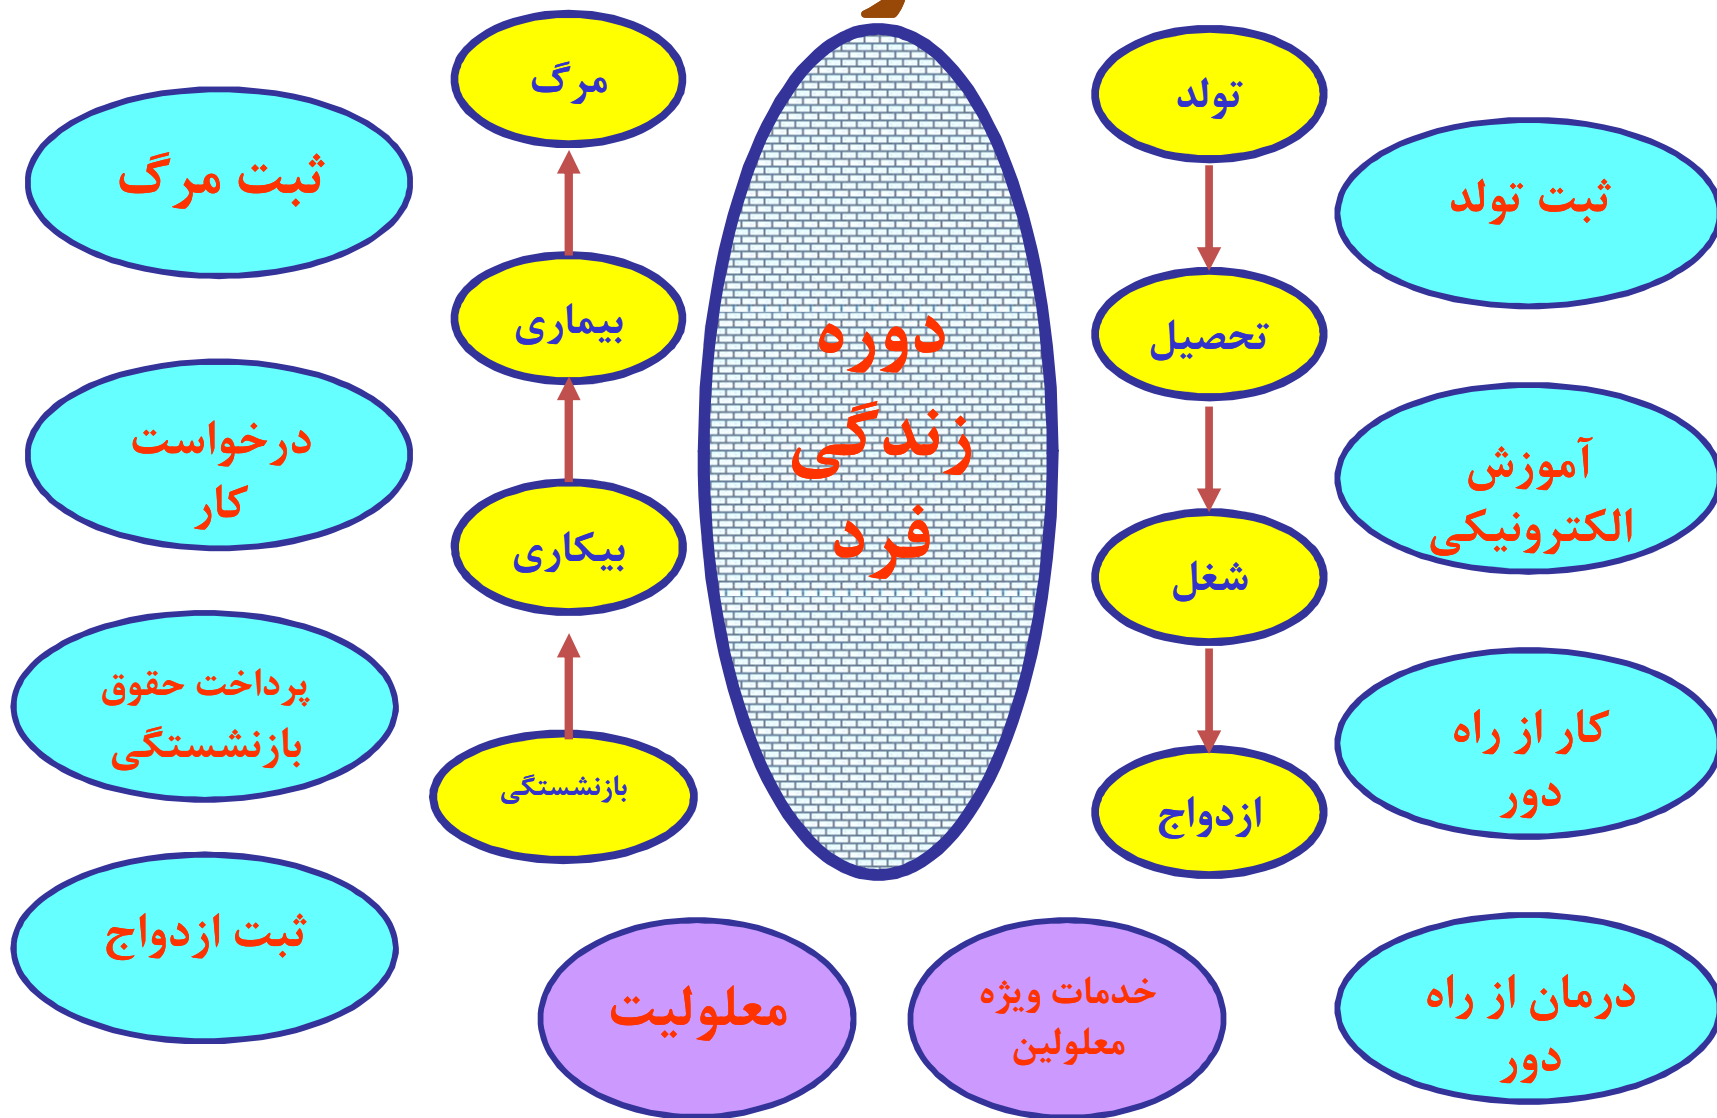 تولد
تحصیل
شغل
ازدواج
ثبت تولد
آموزش
الکترونیکی
کار از راه
دور
درمان از راه
دور
دوره
زندگی
فرد
مرگ
بیماری
بیکاری
بازنشستگی
ثبت مرگ
درخواست
کار
پرداخت حقوق
بازنشستگی
ثبت ازدواج
خدمات ویژه
معلولین
معلولیت